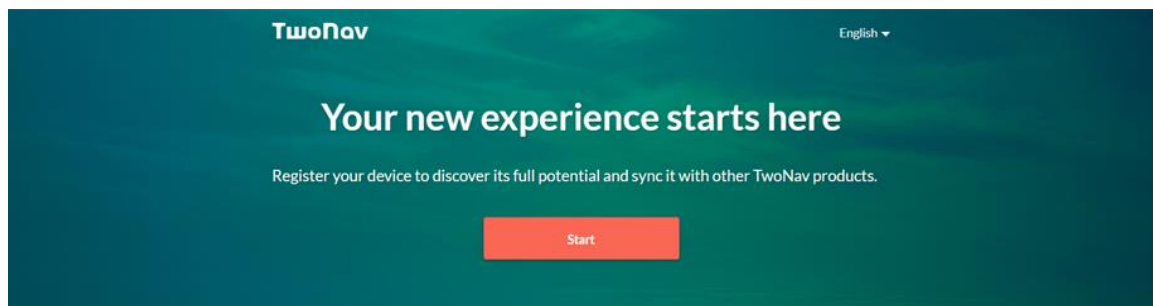 TwoNav
English
Your new experience starts here
Register your device to discover its full potential and sync it with other TwoNav products.
Start